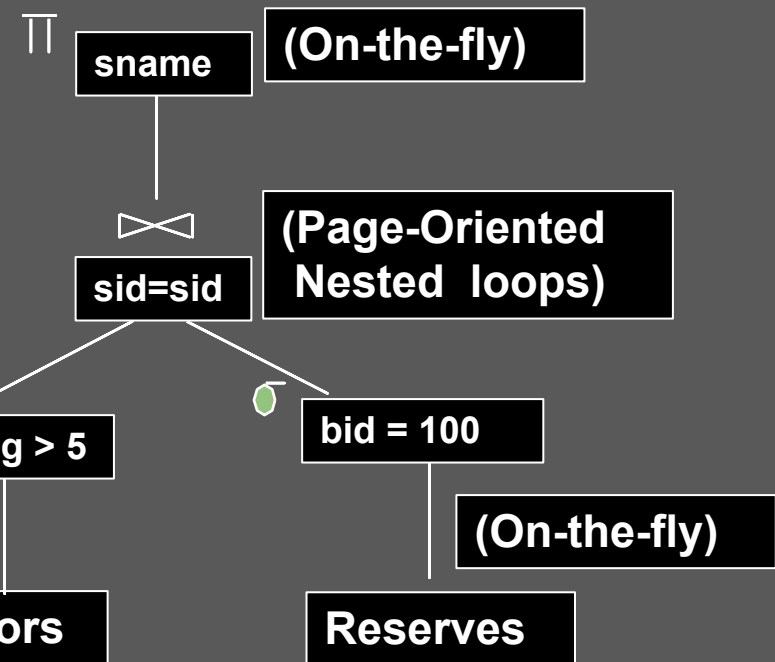 sname
(On-the-fly)
(Page-Oriented
Nested loops)
sid=sid
g > 5
bid = 100
(On-the-fly)
ors
Reserves